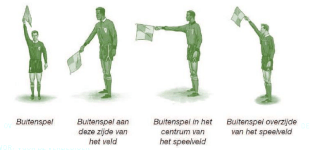 Buitenspel
Buitenspel aan
deze zijde van
het veld
Buitenspel in het
centrum van
het speelveld
Buitenspel overzijde
van het speelveld